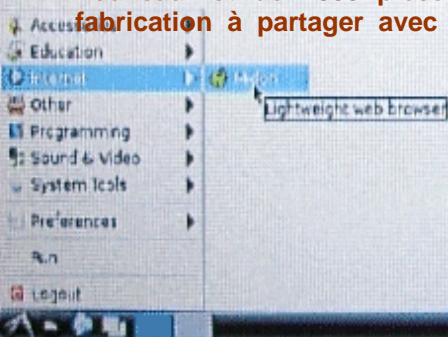 fabrication à partager avec
Education
Internet
Midori
Lightweight web browser
Other
Programming
Sound & Video
System Tools
Preferences
Run
Logout